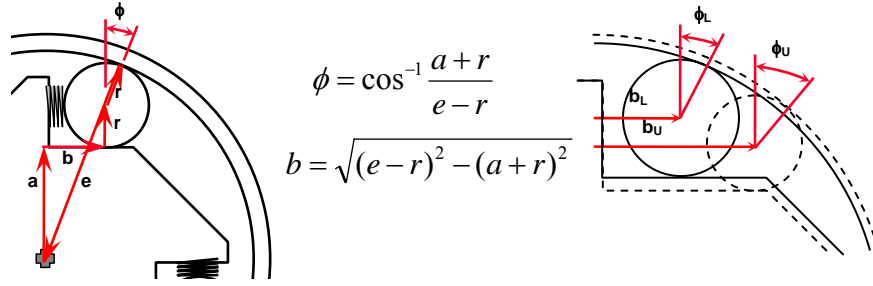 ϕ
r
r
b
a
e
ϕ = cos⁻¹ (a + r)/(e − r)
b = √((e − r)² − (a + r)²)
ϕL
ϕU
bL
bU